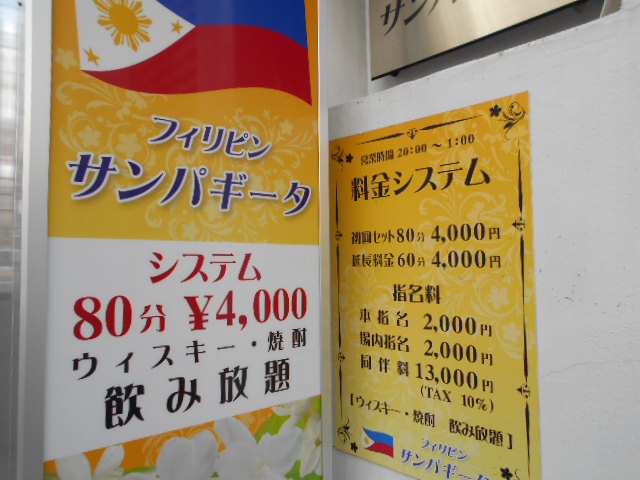 フィリピン
サンパギータ
システム
80分 ¥4,000
ウィスキー・焼酎
飲み放題
サンパギ
営業時間 20:00 ～ 1:00
料金システム
初回セット80分 4,000円
延長料金60分 4,000円
指名料
本指名 2,000円
場内指名 2,000円
同伴料 13,000円
(TAX 10%)
[ウィスキー・焼酎 飲み放題]
フィリピン
サンパギータ